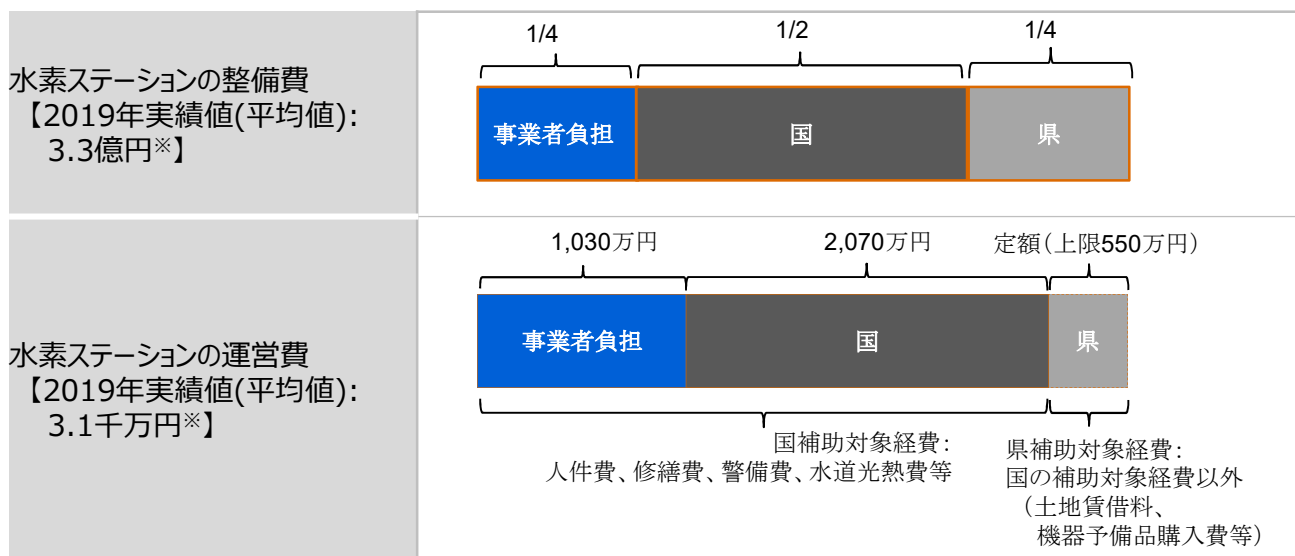 水素ステーションの整備費
【2019年実績値(平均値):
3.3億円※】
1/4
1/2
1/4
事業者負担
国
県
水素ステーションの運営費
【2019年実績値(平均値):
3.1千万円※】
1,030万円
2,070万円
定額(上限550万円)
事業者負担
国
県
国補助対象経費:
人件費、修繕費、警備費、水道光熱費等
県補助対象経費:
国の補助対象経費以外
(土地賃借料、
機器予備品購入費等)